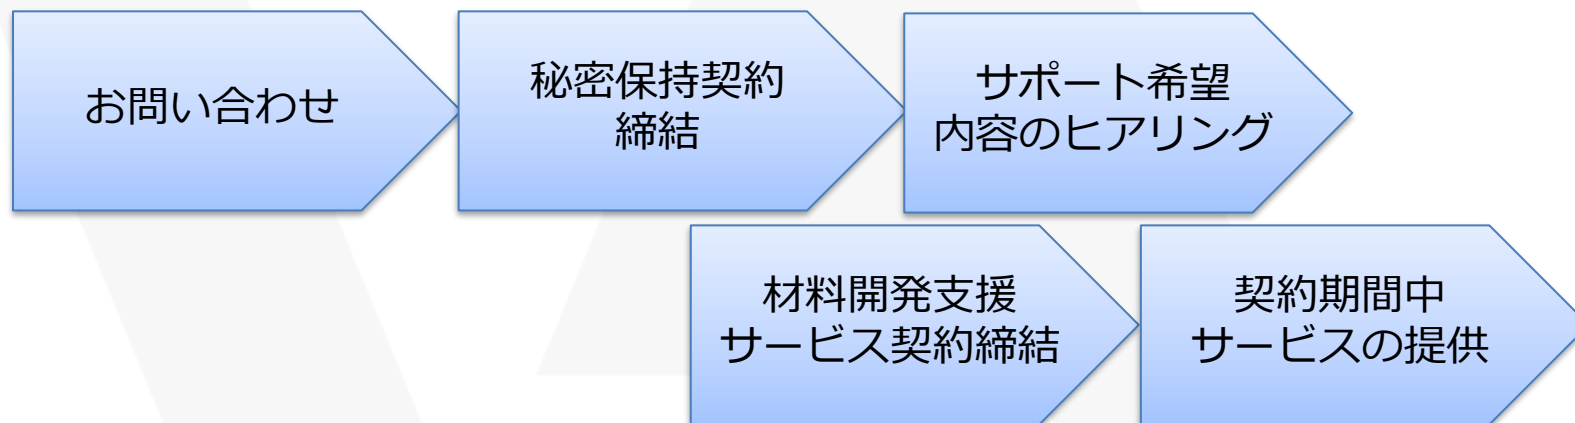 お問い合わせ
秘密保持契約
締結
サポート希望
内容のヒアリング
材料開発支援
サービス契約締結
契約期間中
サービスの提供